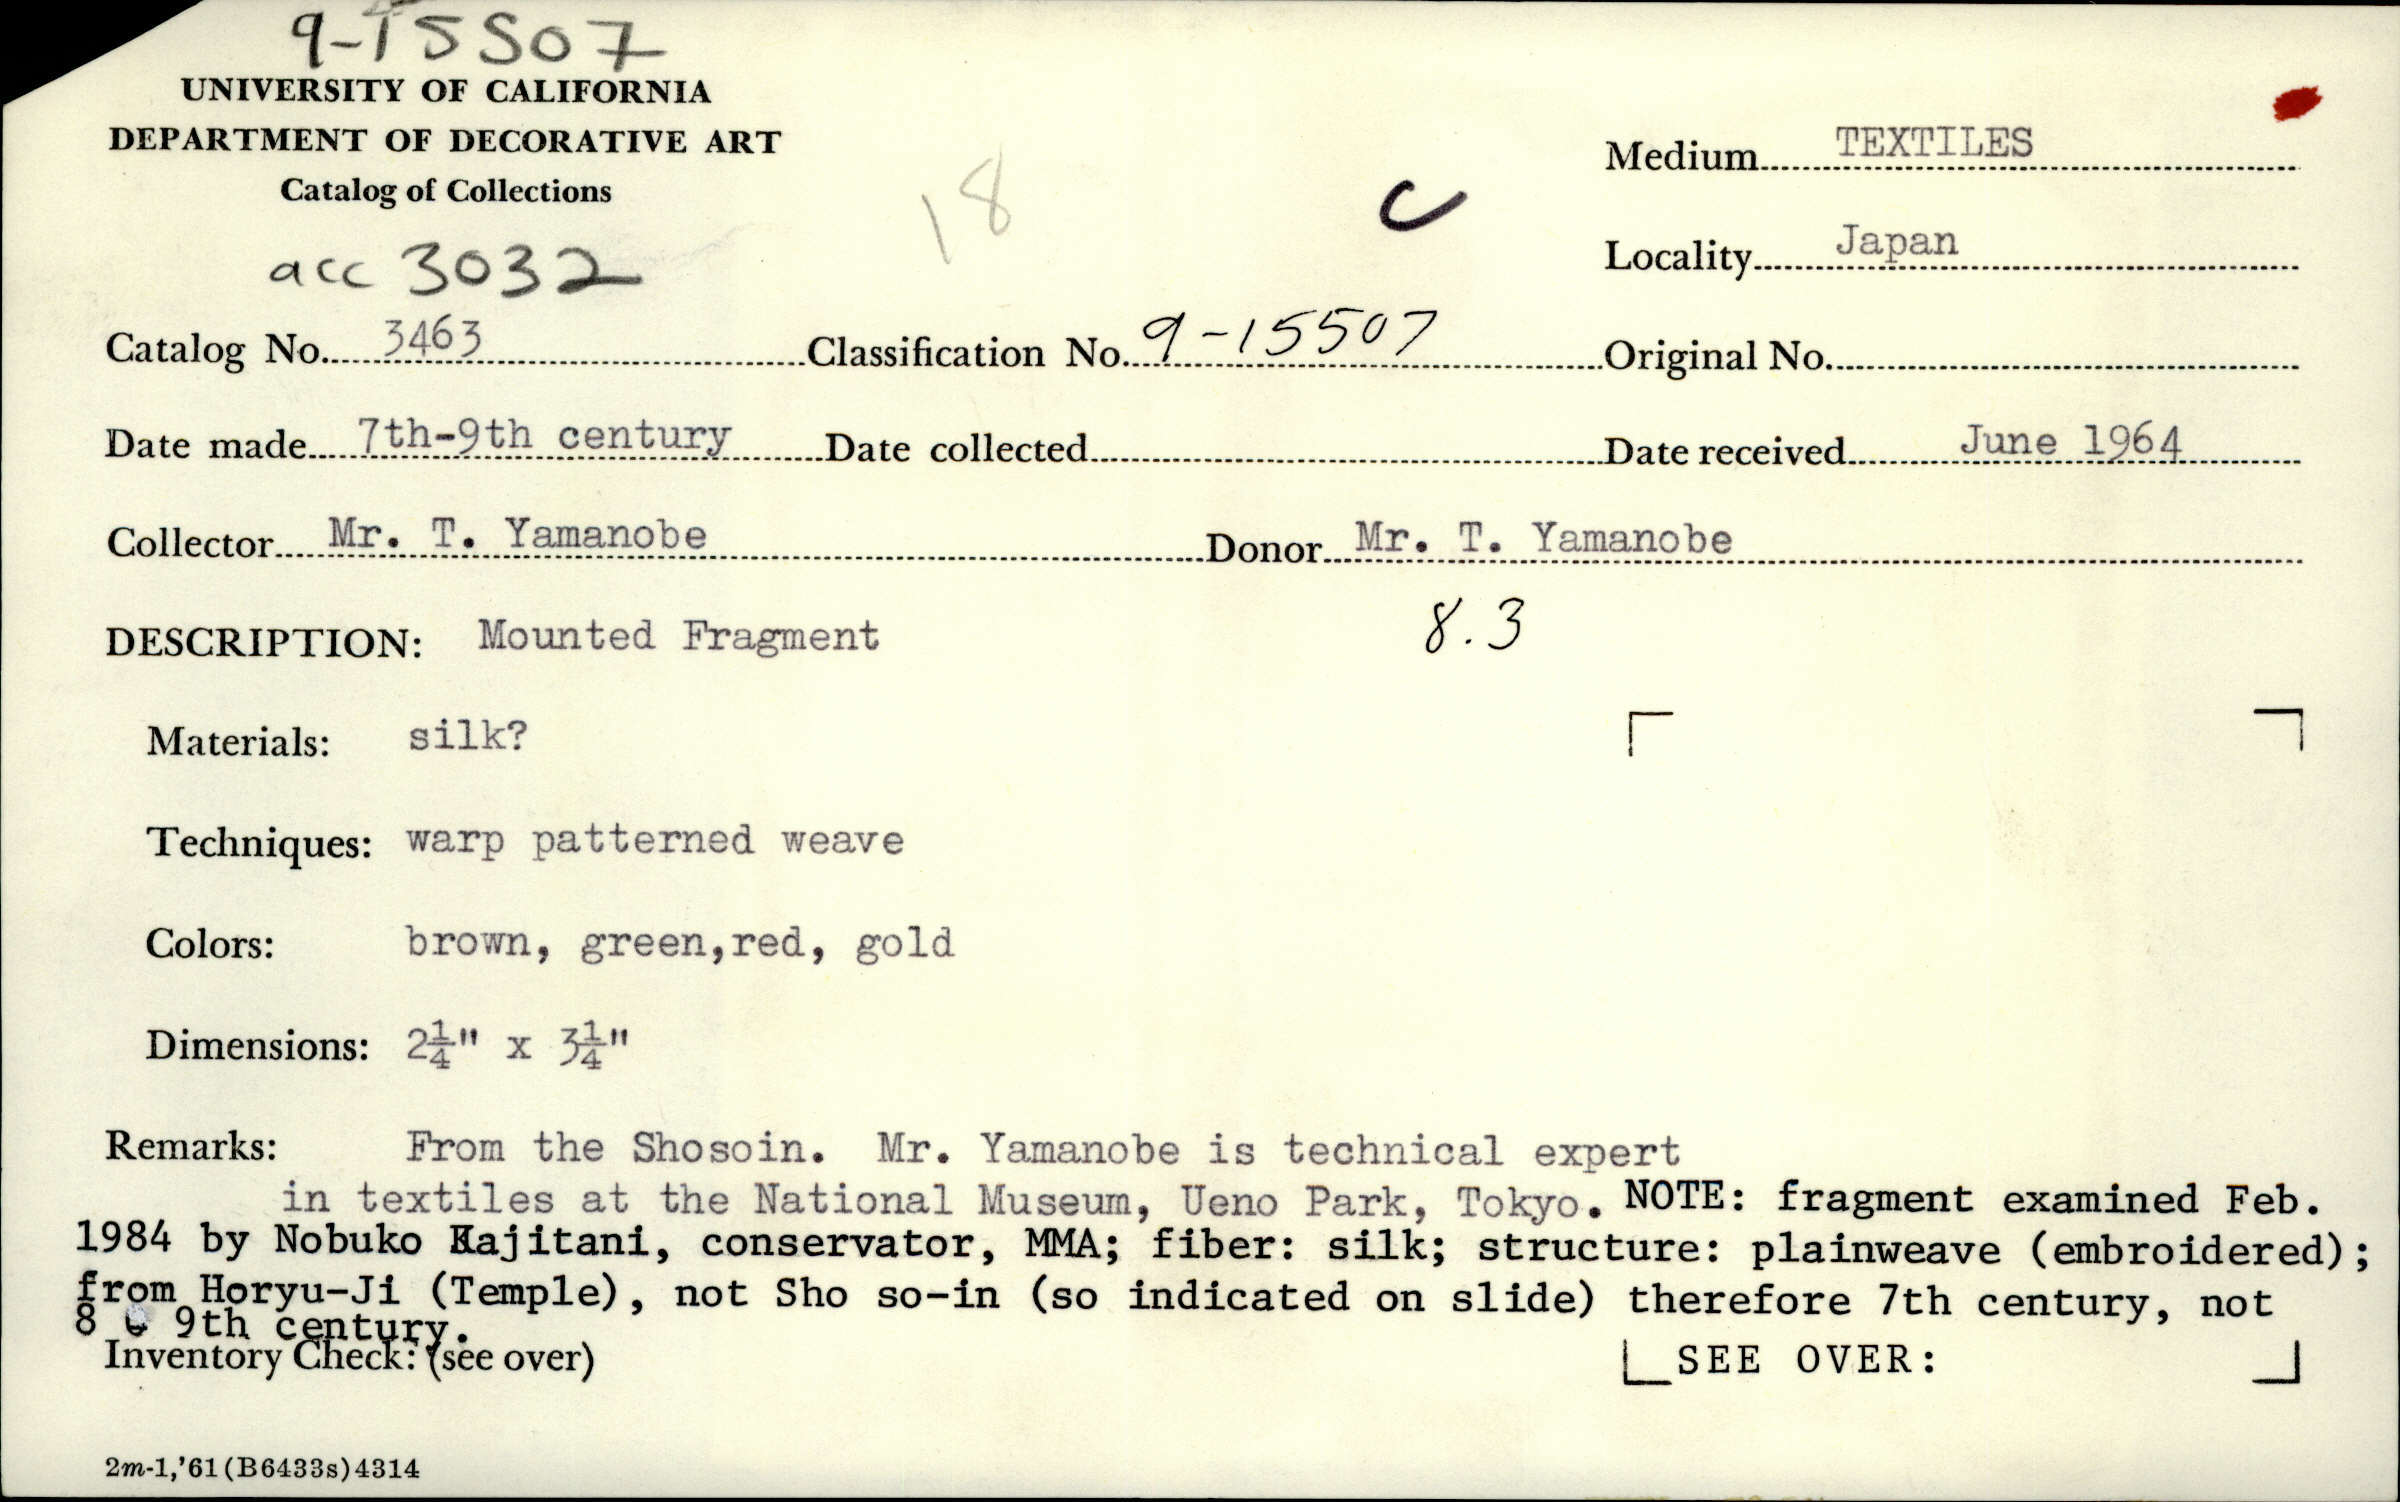 9-15507
UNIVERSITY OF CALIFORNIA
DEPARTMENT OF DECORATIVE ART
Catalog of Collections
18
C
Medium TEXTILES
Locality Japan
acc 3032
Catalog No. 3463 Classification No. 9-15507 Original No.
Date made 7th-9th century Date collected Date received June 1964
Collector Mr. T. Yamanobe Donor Mr. T. Yamanobe
DESCRIPTION: Mounted Fragment 8.3
Materials: silk?
Techniques: warp patterned weave
Colors: brown, green,red, gold
Dimensions: 2¼" x 3¼"
Remarks: From the Shosoin. Mr. Yamanobe is technical expert
in textiles at the National Museum, Ueno Park, Tokyo. NOTE: fragment examined Feb.
1984 by Nobuko Kajitani, conservator, MMA; fiber: silk; structure: plainweave (embroidered);
from Horyu-Ji (Temple), not Sho so-in (so indicated on slide) therefore 7th century, not
8 9th century.
Inventory Check: (see over) SEE OVER:
2m-1,'61(B6433s)4314